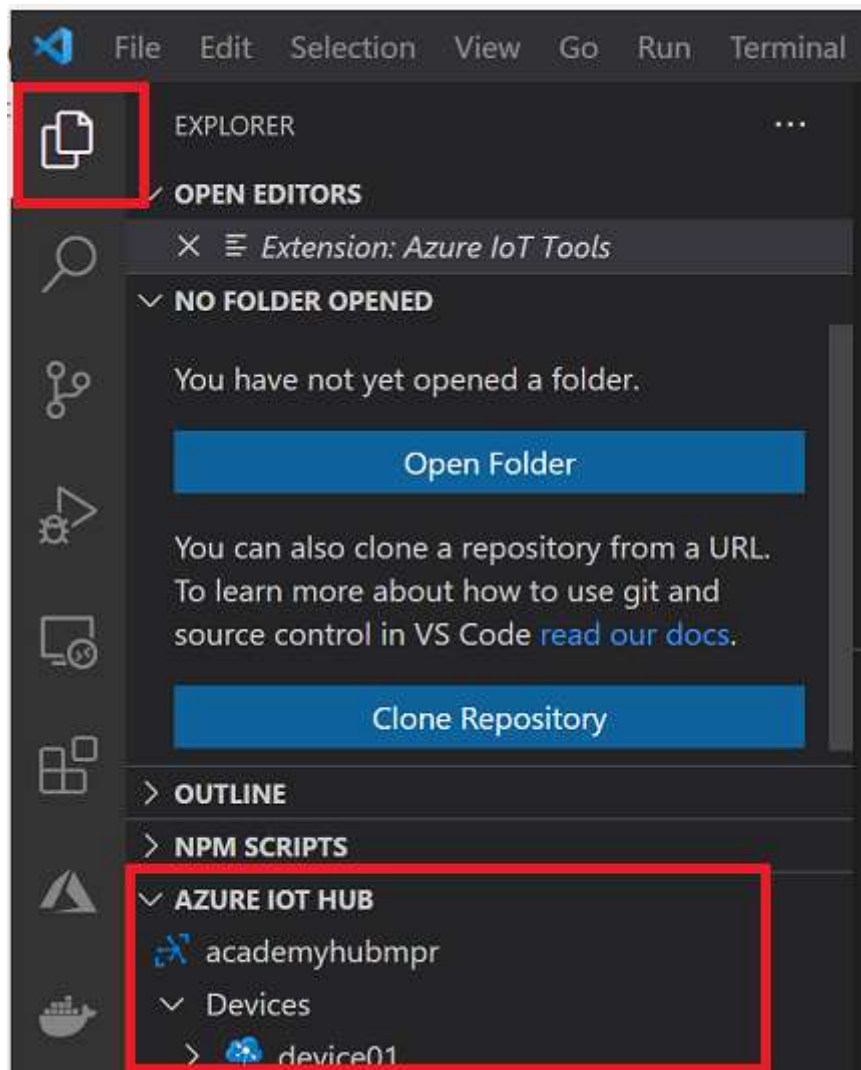 File Edit Selection View Go Run Terminal
EXPLORER
OPEN EDITORS
Extension: Azure IoT Tools
NO FOLDER OPENED
You have not yet opened a folder.
Open Folder
You can also clone a repository from a URL.
To learn more about how to use git and
source control in VS Code read our docs.
Clone Repository
OUTLINE
NPM SCRIPTS
AZURE IOT HUB
academyhubmpr
Devices
device01